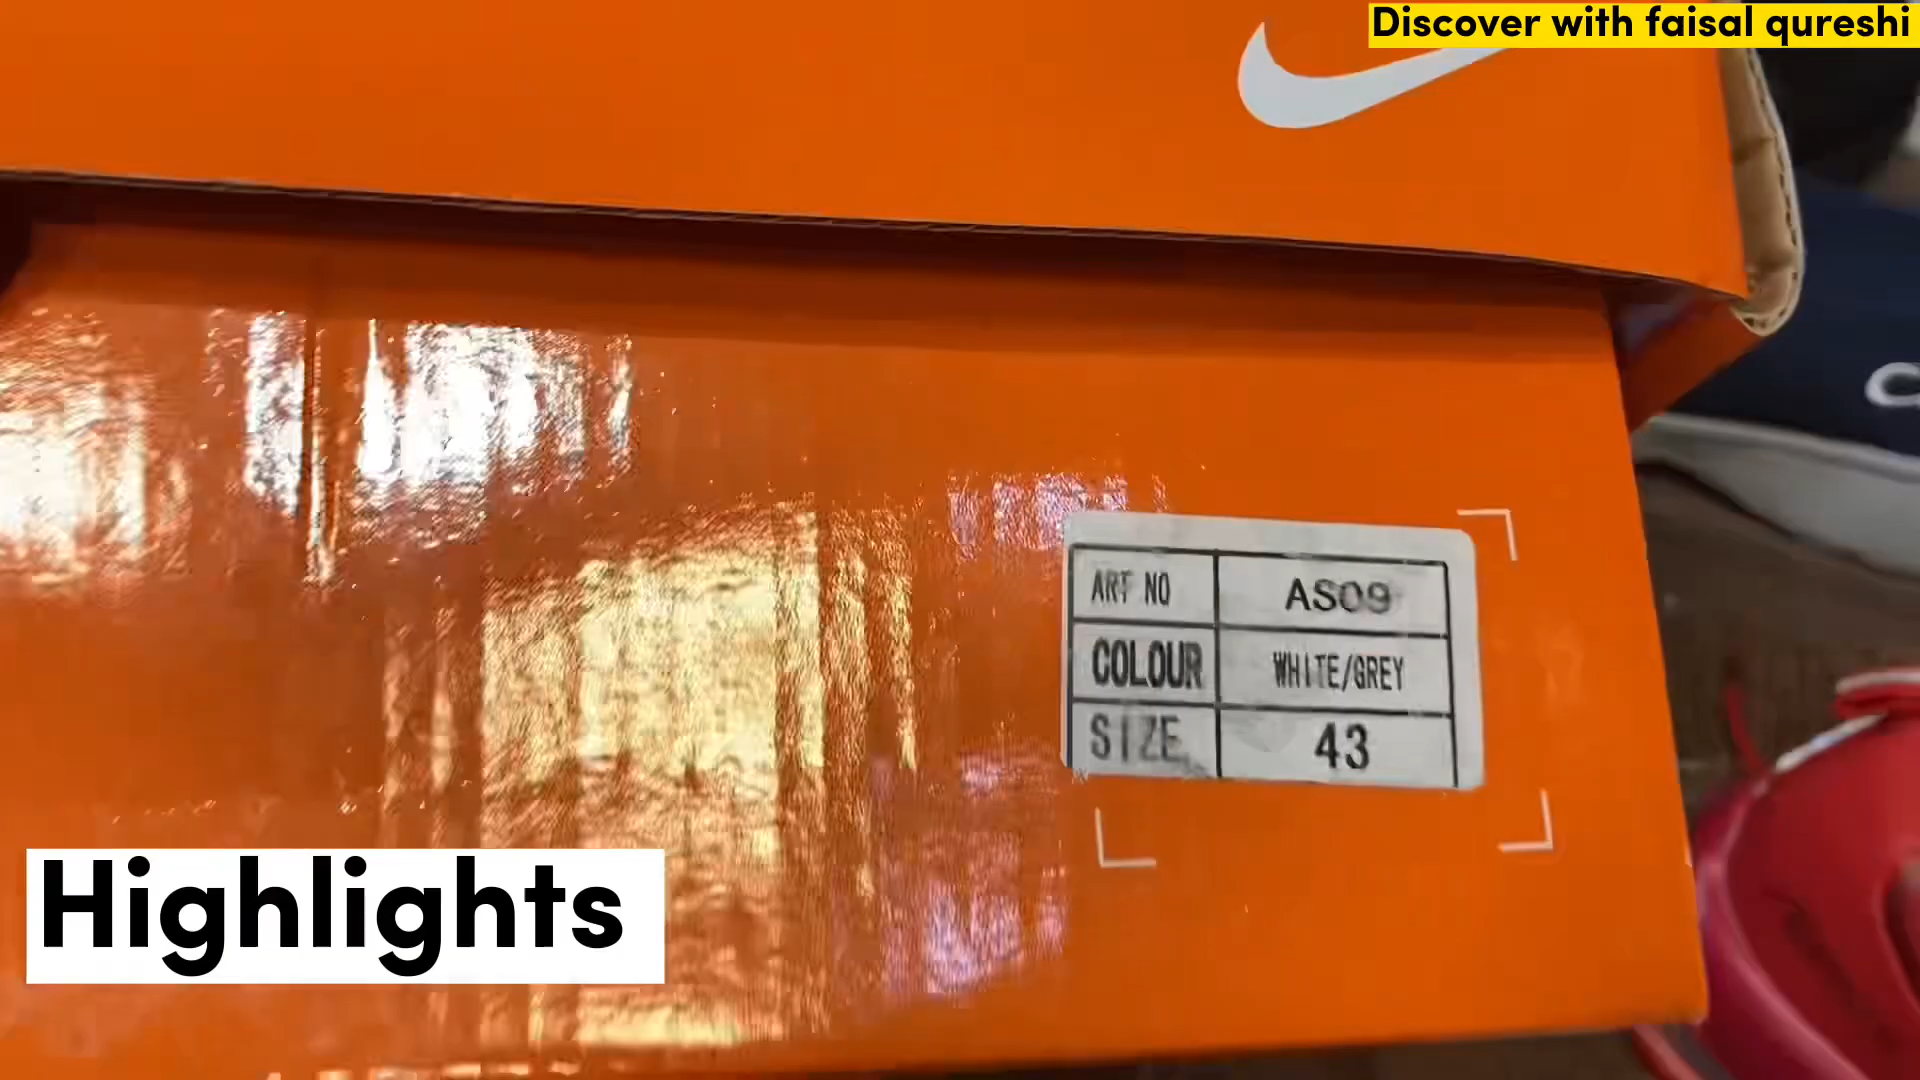 Discover with faisal qureshi
ART NO AS09
COLOUR WHITE/GREY
SIZE 43
Highlights